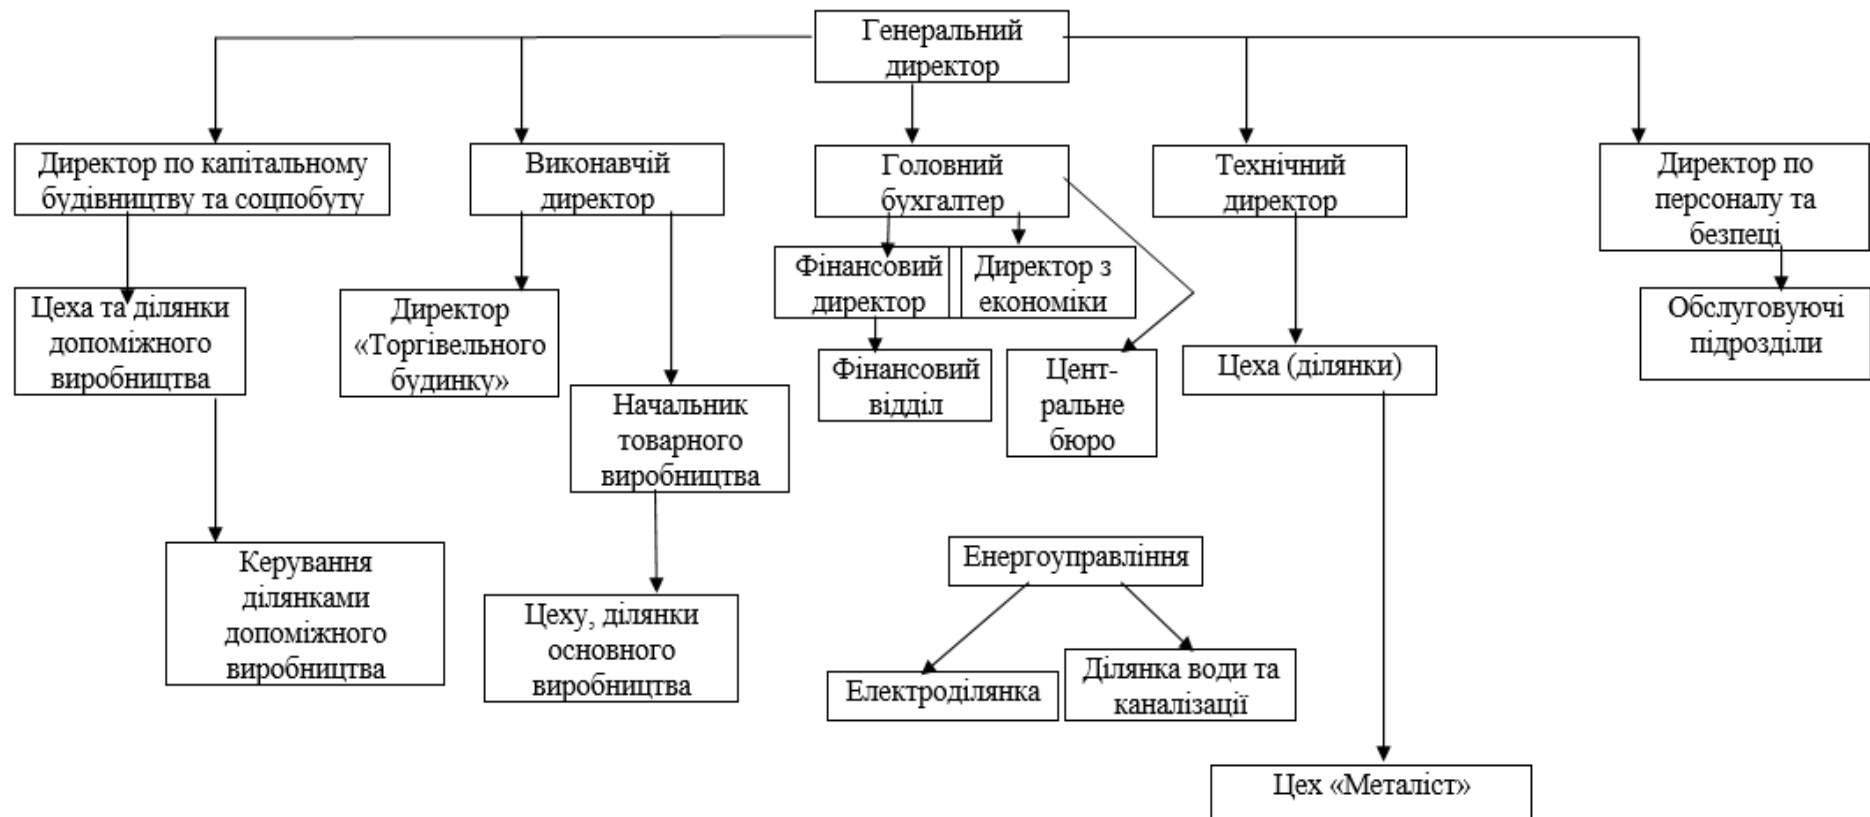 Генеральний
директор
Директор по капітальному
будівництву та соцпобуту
Виконавчій
директор
Головний
бухгалтер
Технічний
директор
Директор по
персоналу та
безпеці
Фінансовий
директор
Директор з
економіки
Цеха та ділянки
допоміжного
виробництва
Директор
«Торгівельного
будинку»
Обслуговуючі
підрозділи
Фінансовий
відділ
Цент-
ральне
бюро
Цеха (ділянки)
Начальник
товарного
виробництва
Керування
ділянками
допоміжного
виробництва
Енергоуправління
Цеху, ділянки
основного
виробництва
Електроділянка
Ділянка води та
каналізації
Цех «Металіст»